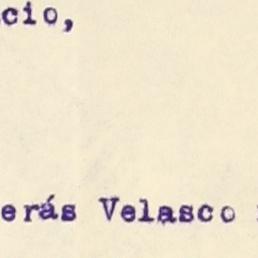 cio,
erás Velasco